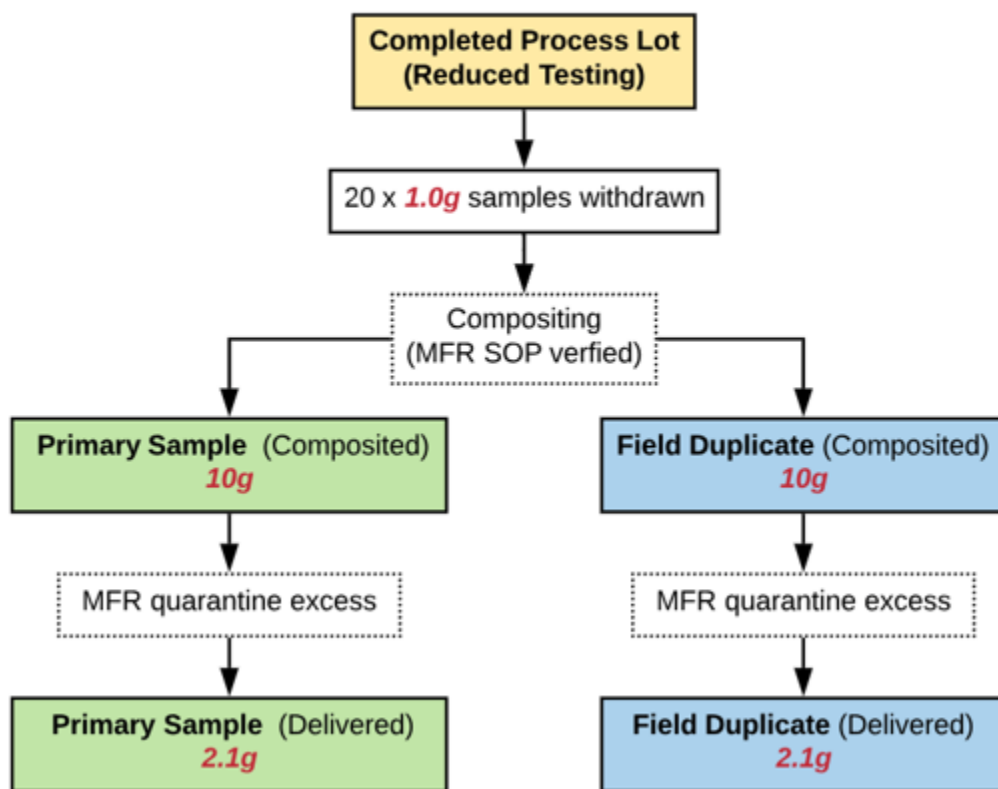 Completed Process Lot
(Reduced Testing)
20 x 1.0g samples withdrawn
Compositing
(MFR SOP verfied)
Primary Sample (Composited)
10g
Field Duplicate (Composited)
10g
MFR quarantine excess
MFR quarantine excess
Primary Sample (Delivered)
2.1g
Field Duplicate (Delivered)
2.1g